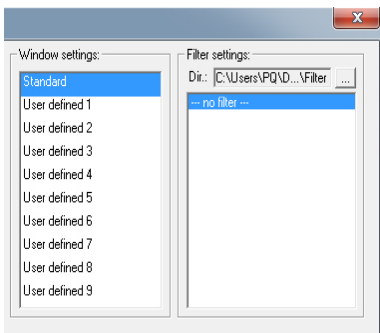 Window settings:
Standard
User defined 1
User defined 2
User defined 3
User defined 4
User defined 5
User defined 6
User defined 7
User defined 8
User defined 9
Filter settings:
Dir.: C:\Users\PQ\D...\Filter ...
--- no filter ---